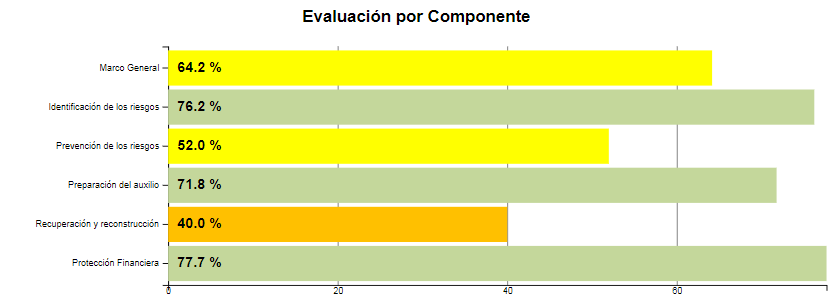 Evaluación por Componente
Marco General 64.2 %
Identificación de los riesgos 76.2 %
Prevención de los riesgos 52.0 %
Preparación del auxilio 71.8 %
Recuperación y reconstrucción 40.0 %
Protección Financiera 77.7 %
0 20 40 60